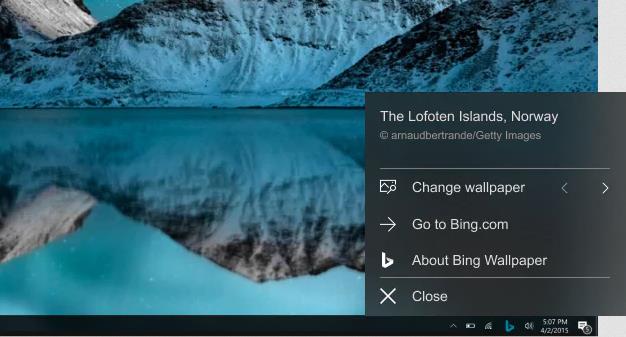 The Lofoten Islands, Norway
© arnaudbertrande/Getty Images
Change wallpaper
Go to Bing.com
About Bing Wallpaper
Close
5:07 PM
4/2/2015